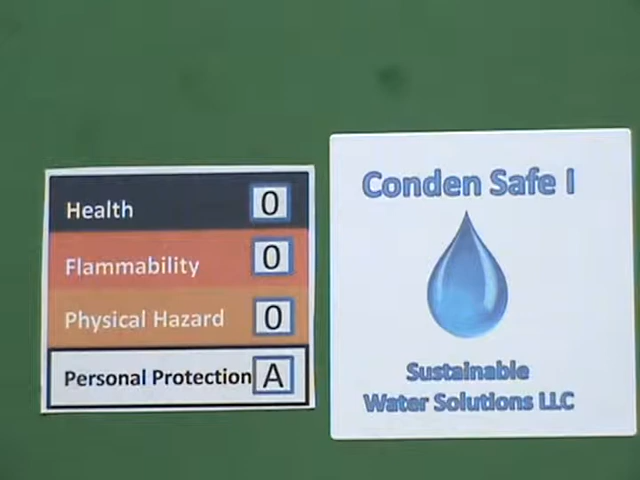 Health 0
Flammability 0
Physical Hazard 0
Personal Protection A
Conden Safe I
Sustainable
Water Solutions LLC